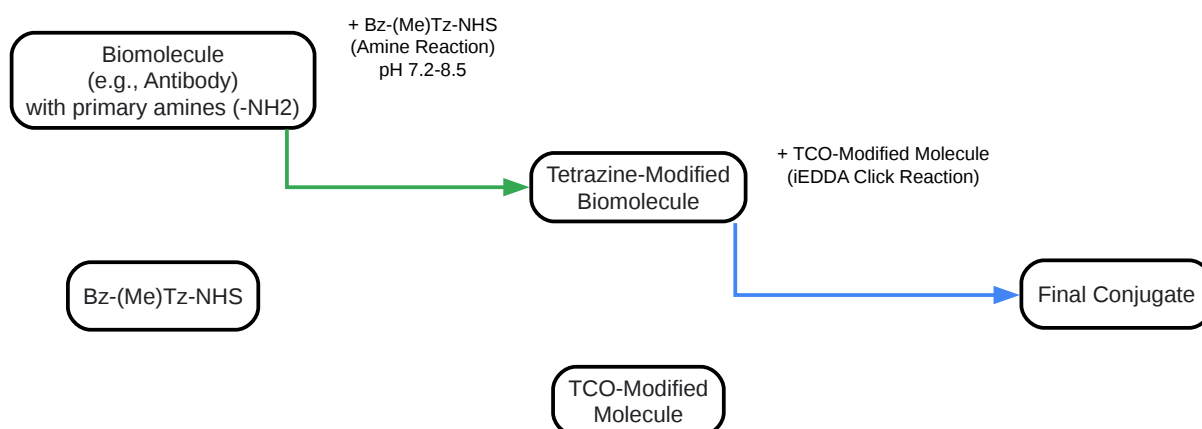 Biomolecule
(e.g., Antibody)
with primary amines (-NH2)
+ Bz-(Me)Tz-NHS
(Amine Reaction)
pH 7.2-8.5
Tetrazine-Modified
Biomolecule
+ TCO-Modified Molecule
(iEDDA Click Reaction)
Bz-(Me)Tz-NHS
Final Conjugate
TCO-Modified
Molecule